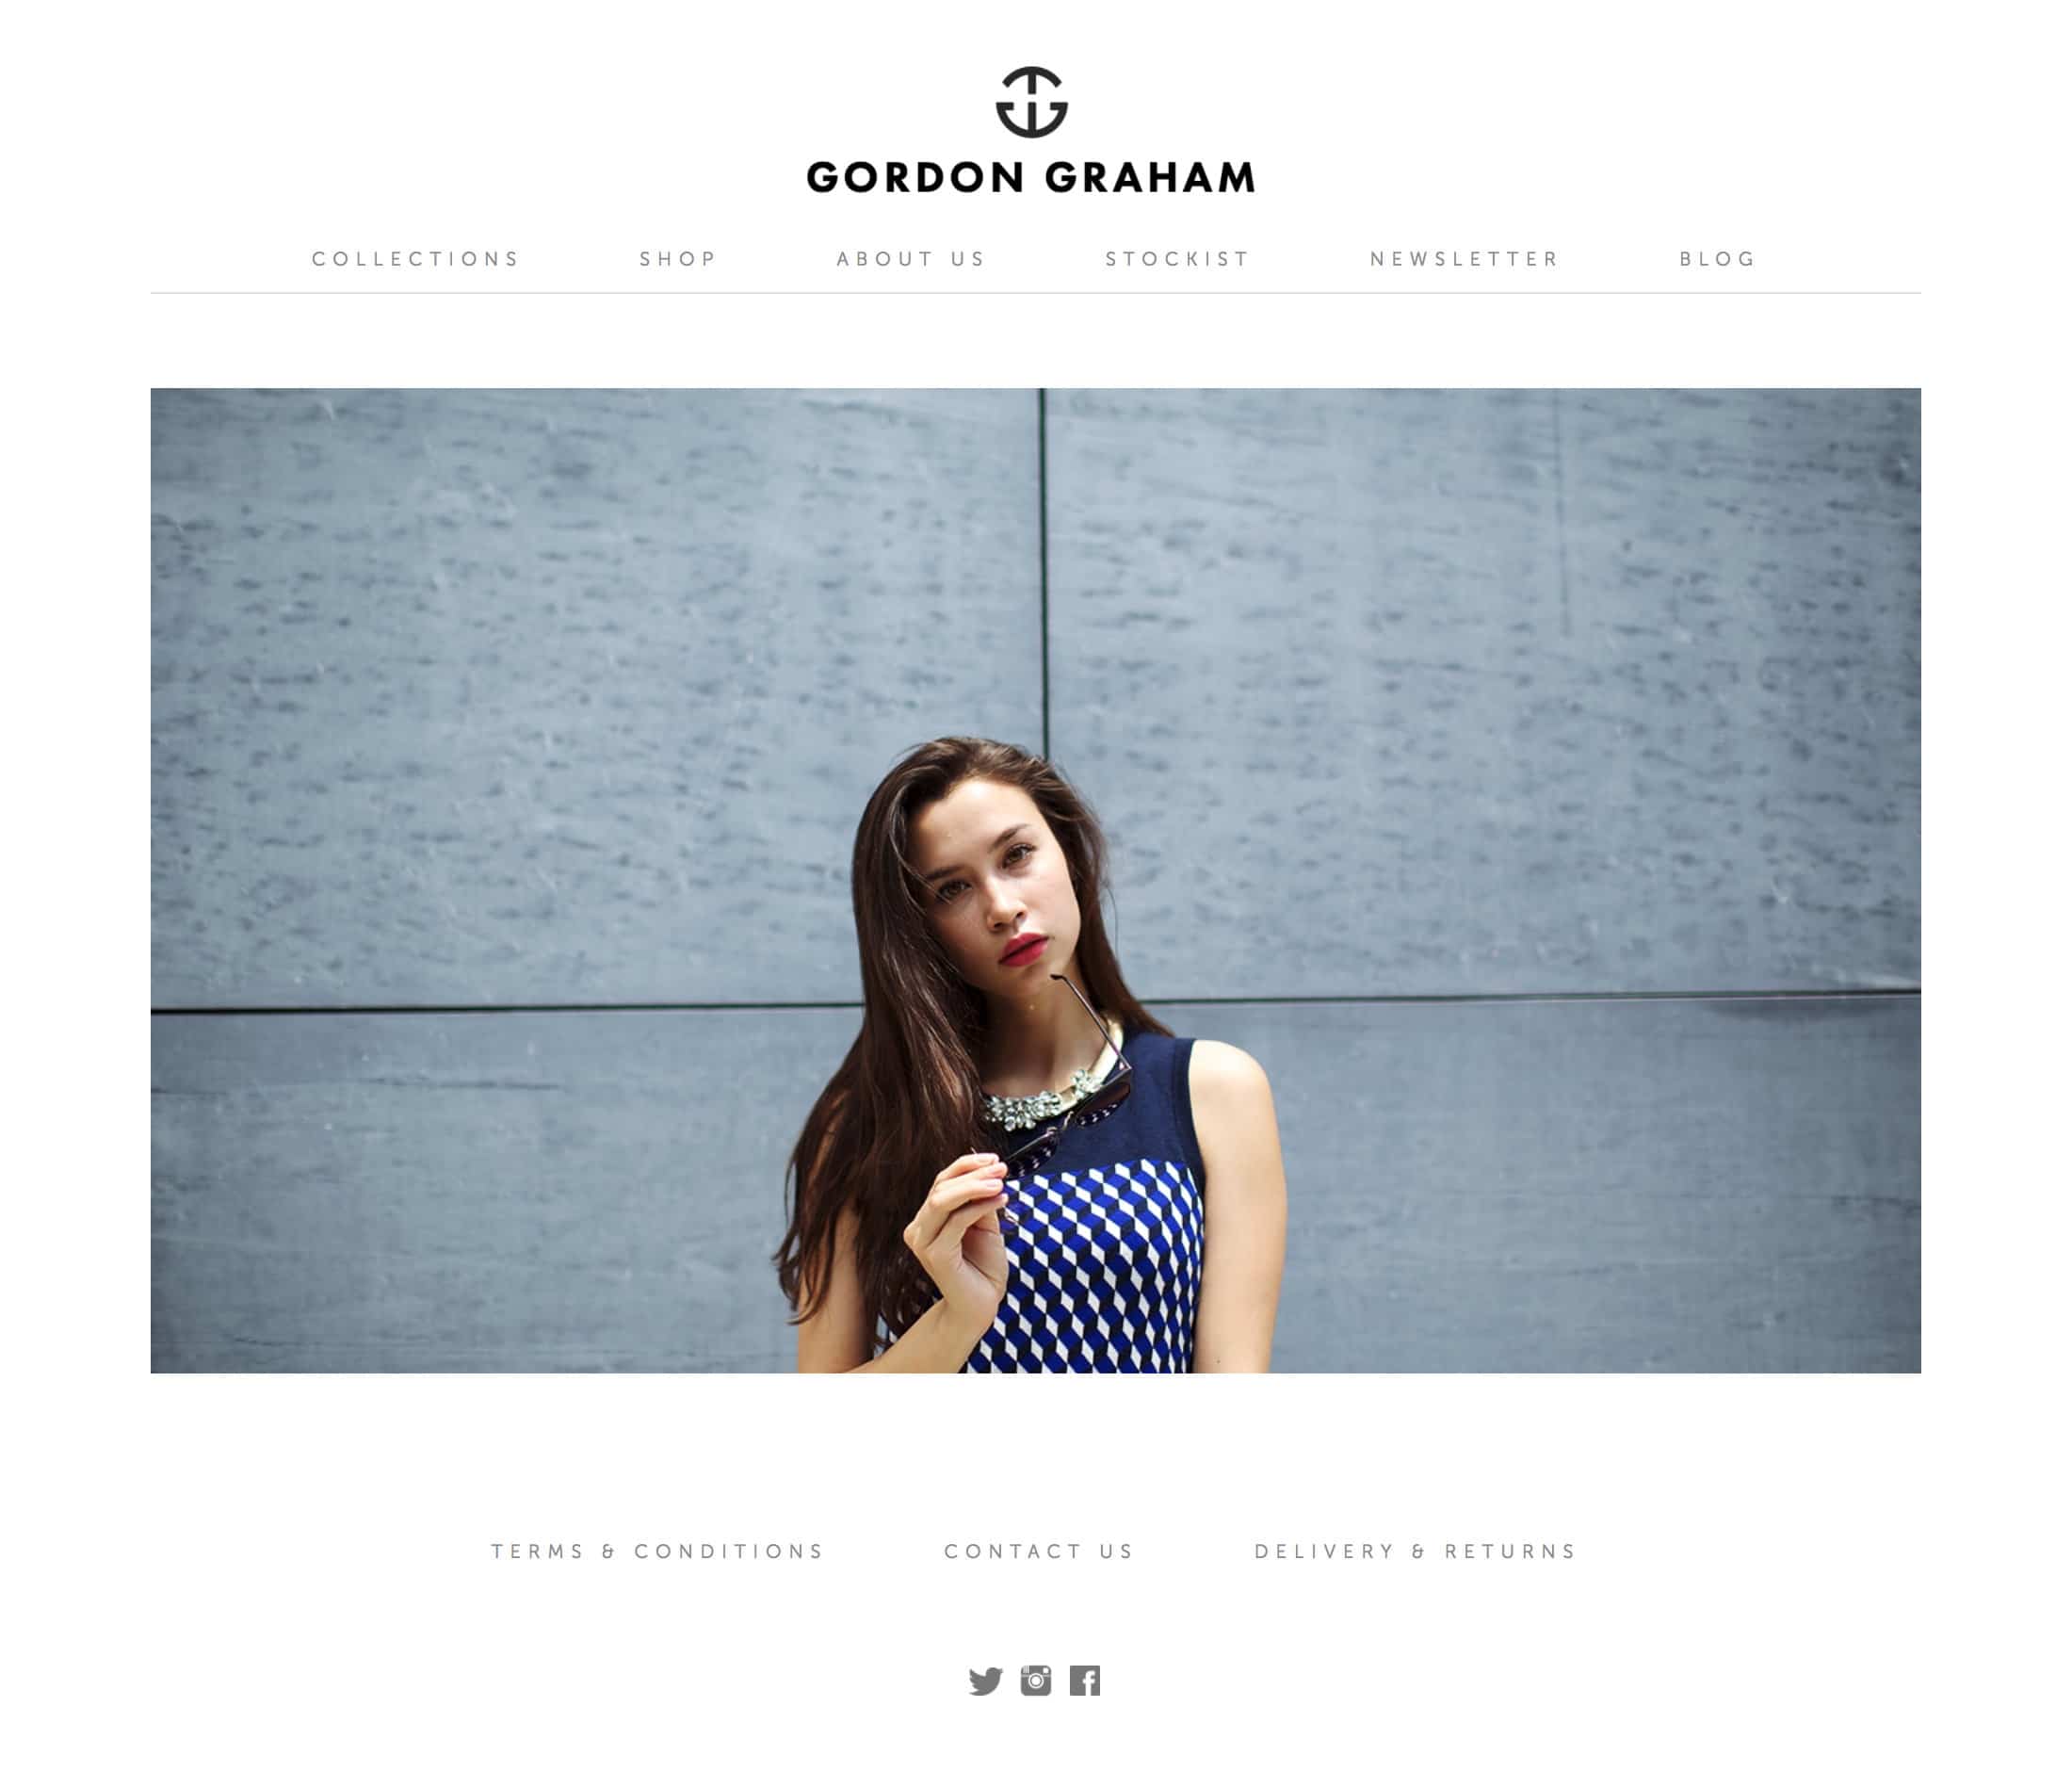 GORDON GRAHAM
COLLECTIONS SHOP ABOUT US STOCKIST NEWSLETTER BLOG
TERMS & CONDITIONS CONTACT US DELIVERY & RETURNS